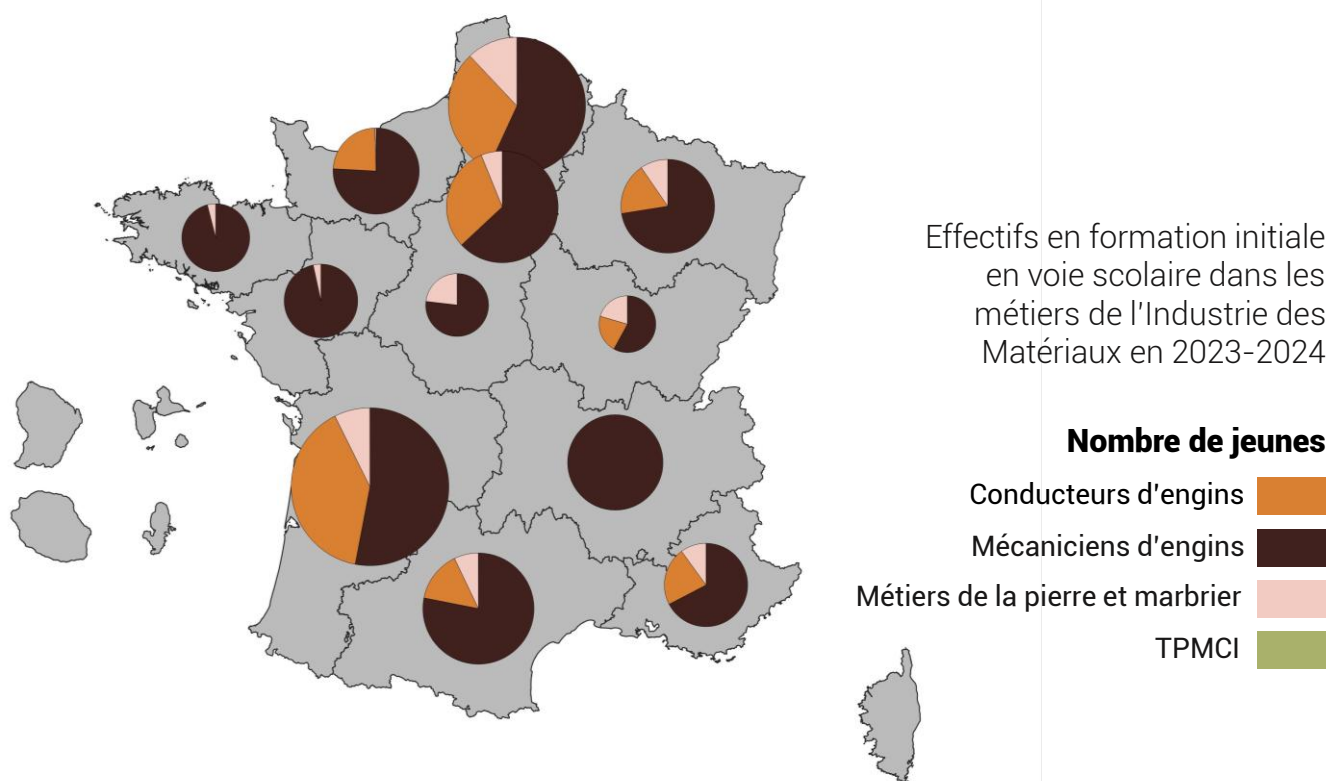 Effectifs en formation initiale
en voie scolaire dans les
métiers de l'Industrie des
Matériaux en 2023-2024
Nombre de jeunes
Conducteurs d'engins
Mécaniciens d'engins
Métiers de la pierre et marbrier
TPMCI